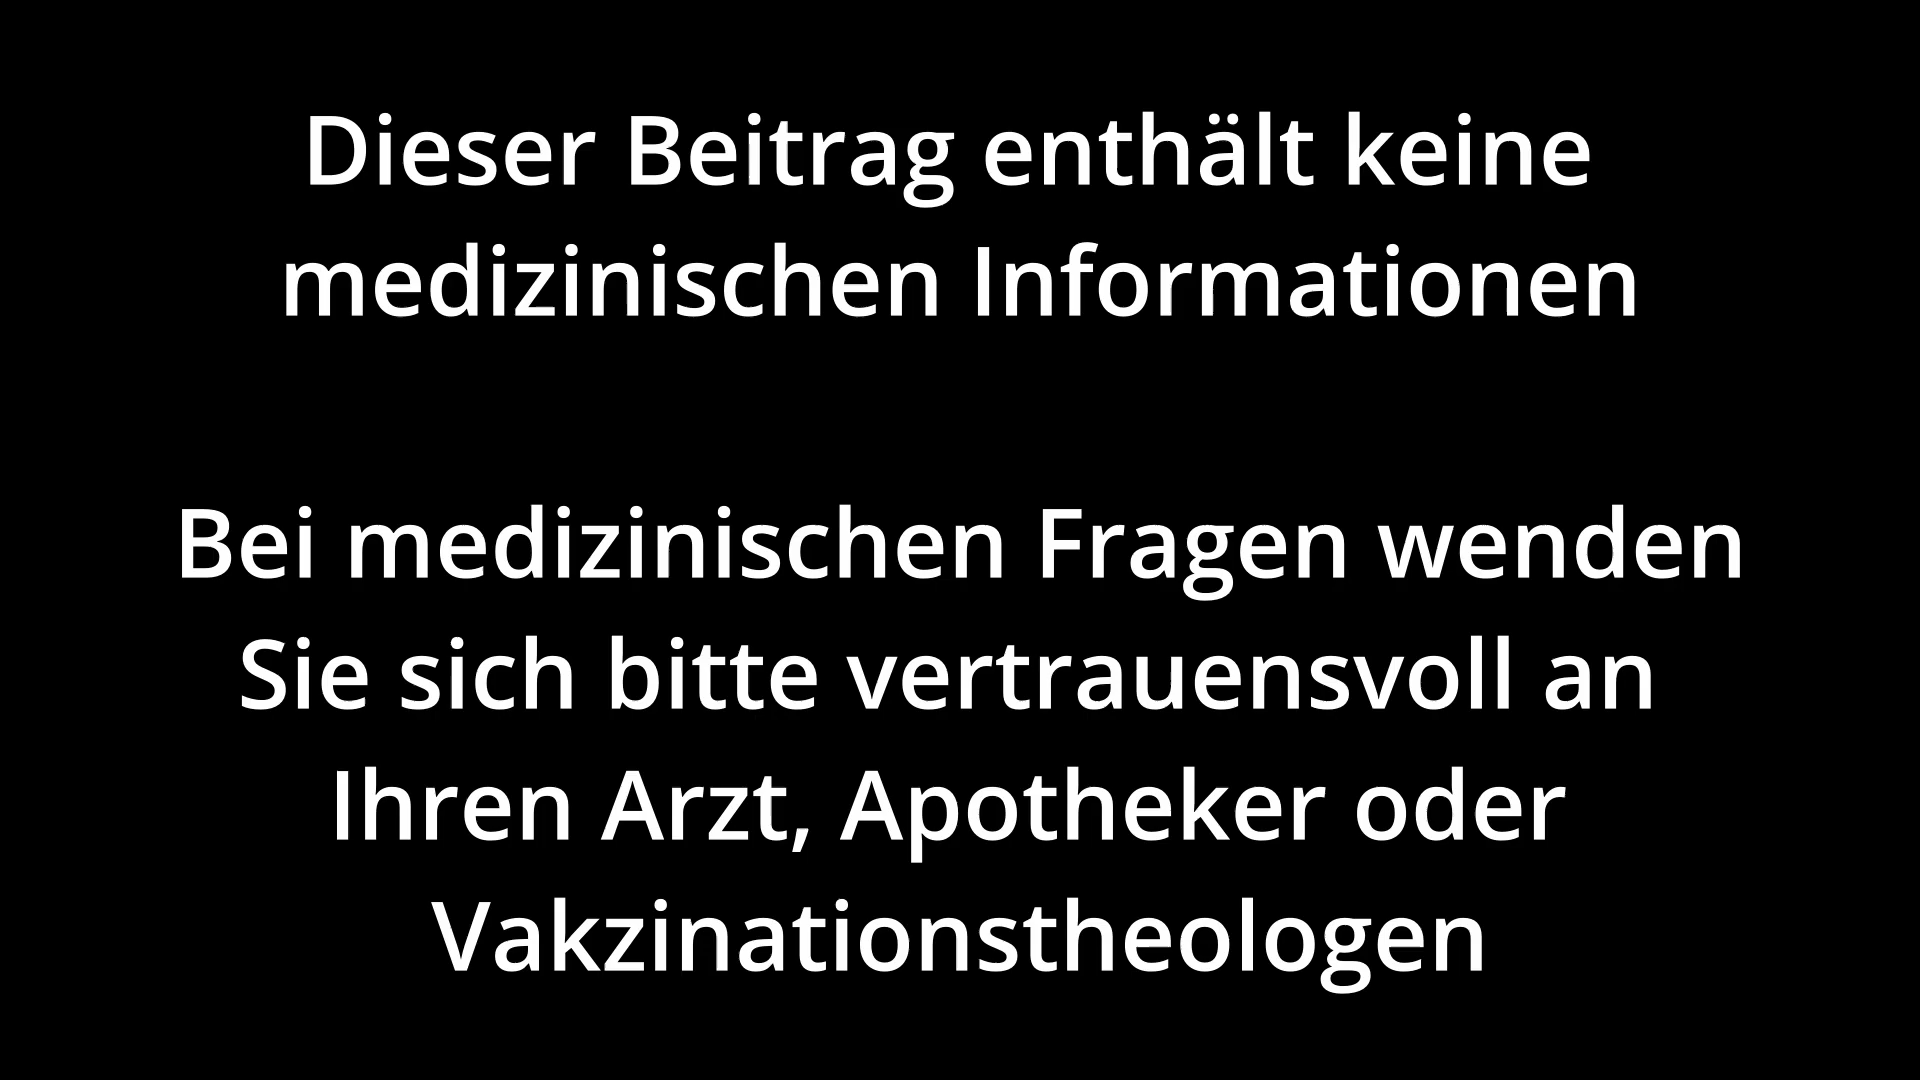 Dieser Beitrag enthält keine
medizinischen Informationen
Bei medizinischen Fragen wenden
Sie sich bitte vertrauensvoll an
Ihren Arzt, Apotheker oder
Vakzinationstheologen